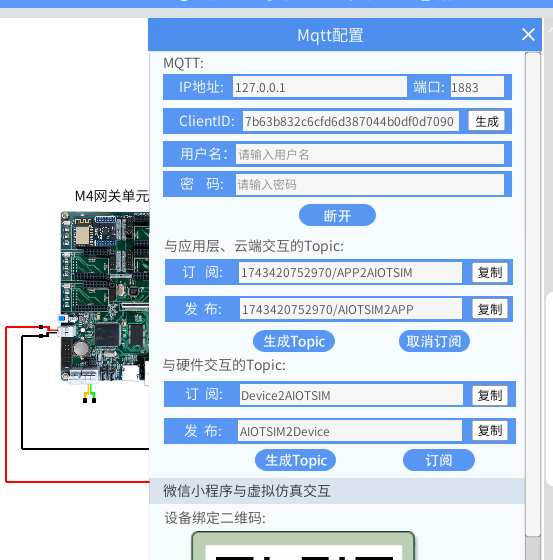 Mqtt配置
MQTT:
IP地址: 127.0.0.1 端口: 1883
ClientID: 7b63b832c6cfd6d387044b0df0d7090 生成
用户名: 请输入用户名
密 码: 请输入密码
断开
M4网关单元
与应用层、云端交互的Topic:
订 阅: 1743420752970/APP2AIOTSIM 复制
发 布: 1743420752970/AIOTSIM2APP 复制
生成Topic 取消订阅
与硬件交互的Topic:
订 阅: Device2AIOTSIM 复制
发 布: AIOTSIM2Device 复制
生成Topic 订阅
微信小程序与虚拟仿真交互
设备绑定二维码: